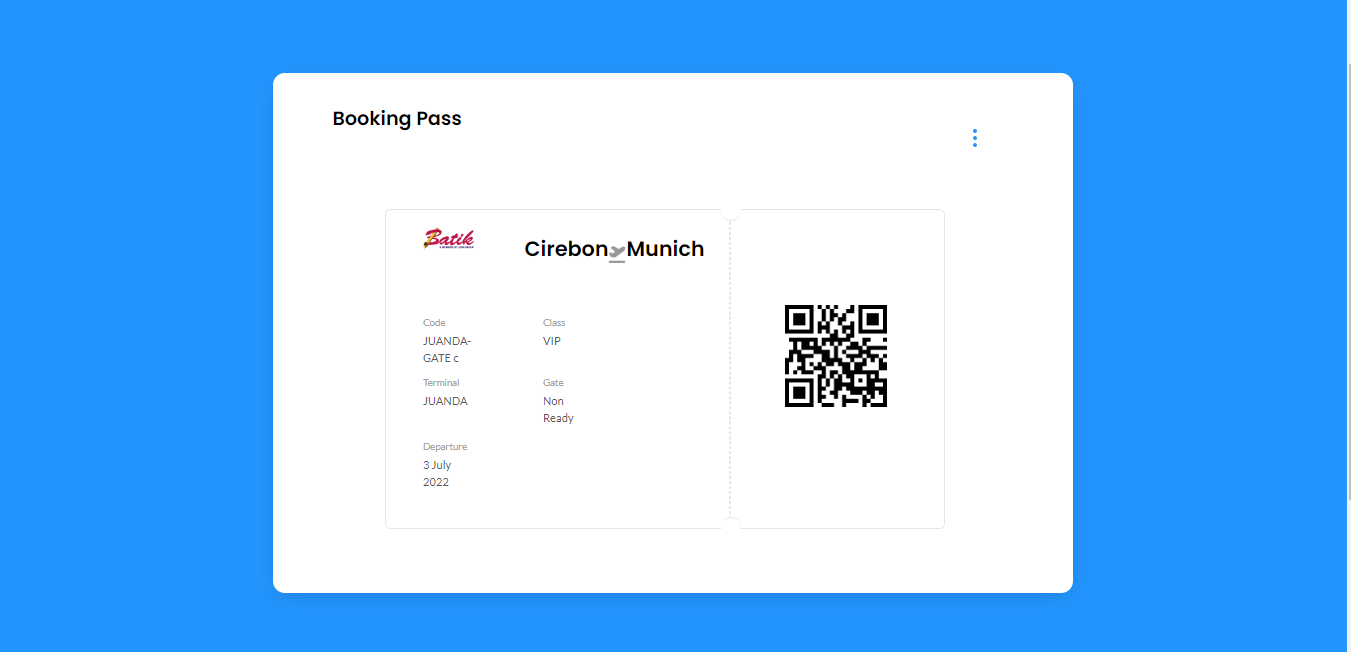 Booking Pass
Batik
Cirebon Munich
Code
JUANDA-
GATE c
Class
VIP
Terminal
JUANDA
Gate
Non
Ready
Departure
3 July
2022